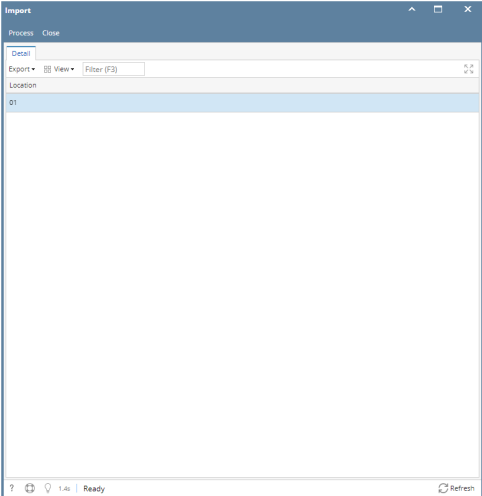 Import
Process Close
Detail
Export View Filter (F3)
Location
01
? 1.4s Ready Refresh